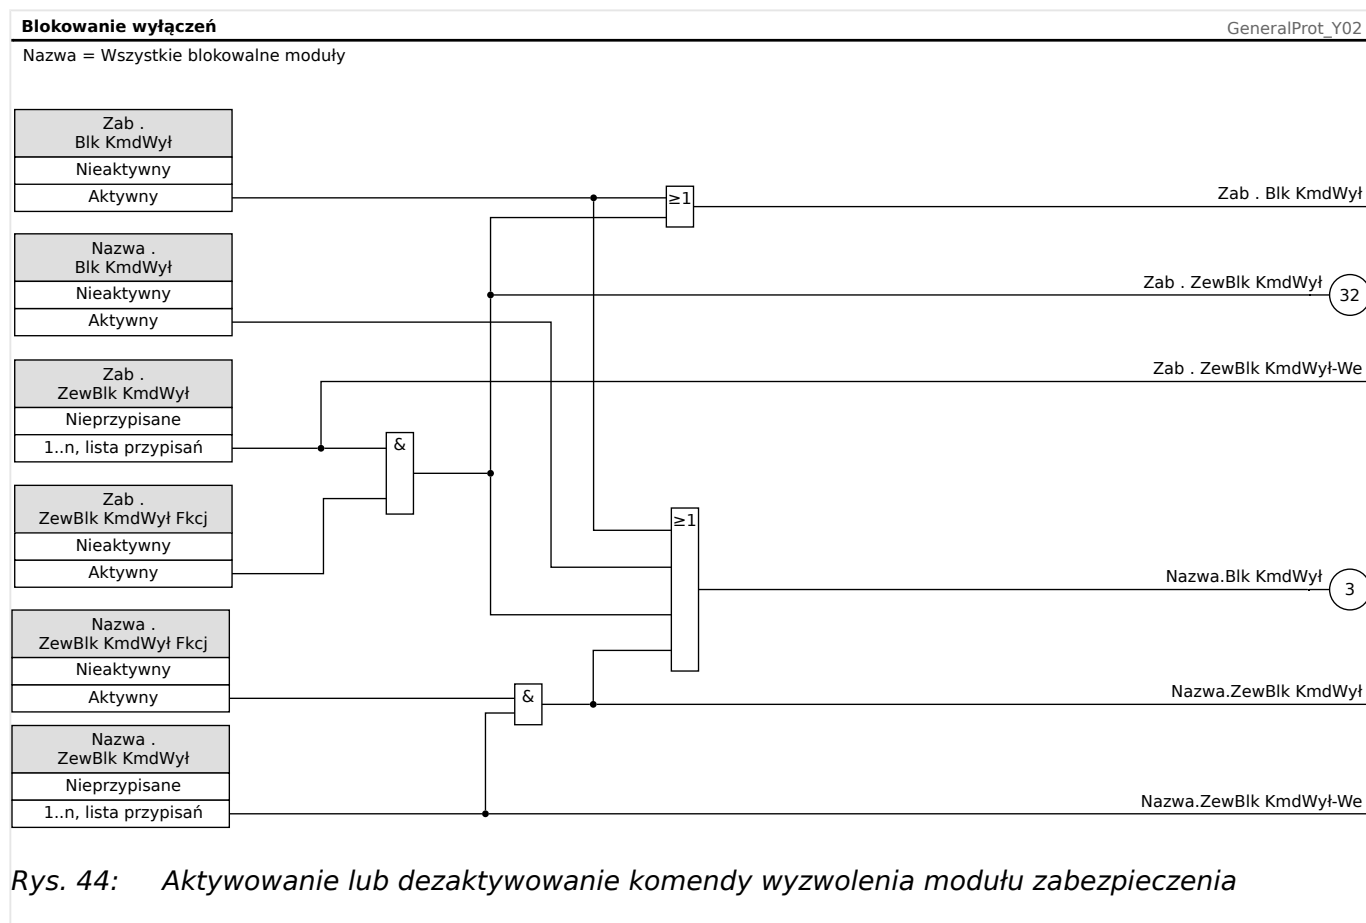 Blokowanie wyłączeń
GeneralProt_Y02
Nazwa = Wszystkie blokowalne moduły
Zab .
Blk KmdWył
Nieaktywny
Aktywny
≥1
Zab . Blk KmdWył
Nazwa .
Blk KmdWył
Nieaktywny
Aktywny
Zab . ZewBlk KmdWył
32
Zab .
ZewBlk KmdWył
Nieprzypisane
1..n, lista przypisań
&
Zab . ZewBlk KmdWył-We
Zab .
ZewBlk KmdWył Fkcj
Nieaktywny
Aktywny
≥1
Nazwa.Blk KmdWył
3
Nazwa .
ZewBlk KmdWył Fkcj
Nieaktywny
Aktywny
&
Nazwa.ZewBlk KmdWył
Nazwa .
ZewBlk KmdWył
Nieprzypisane
1..n, lista przypisań
Nazwa.ZewBlk KmdWył-We
Rys. 44: Aktywowanie lub dezaktywowanie komendy wyzwolenia modułu zabezpieczenia